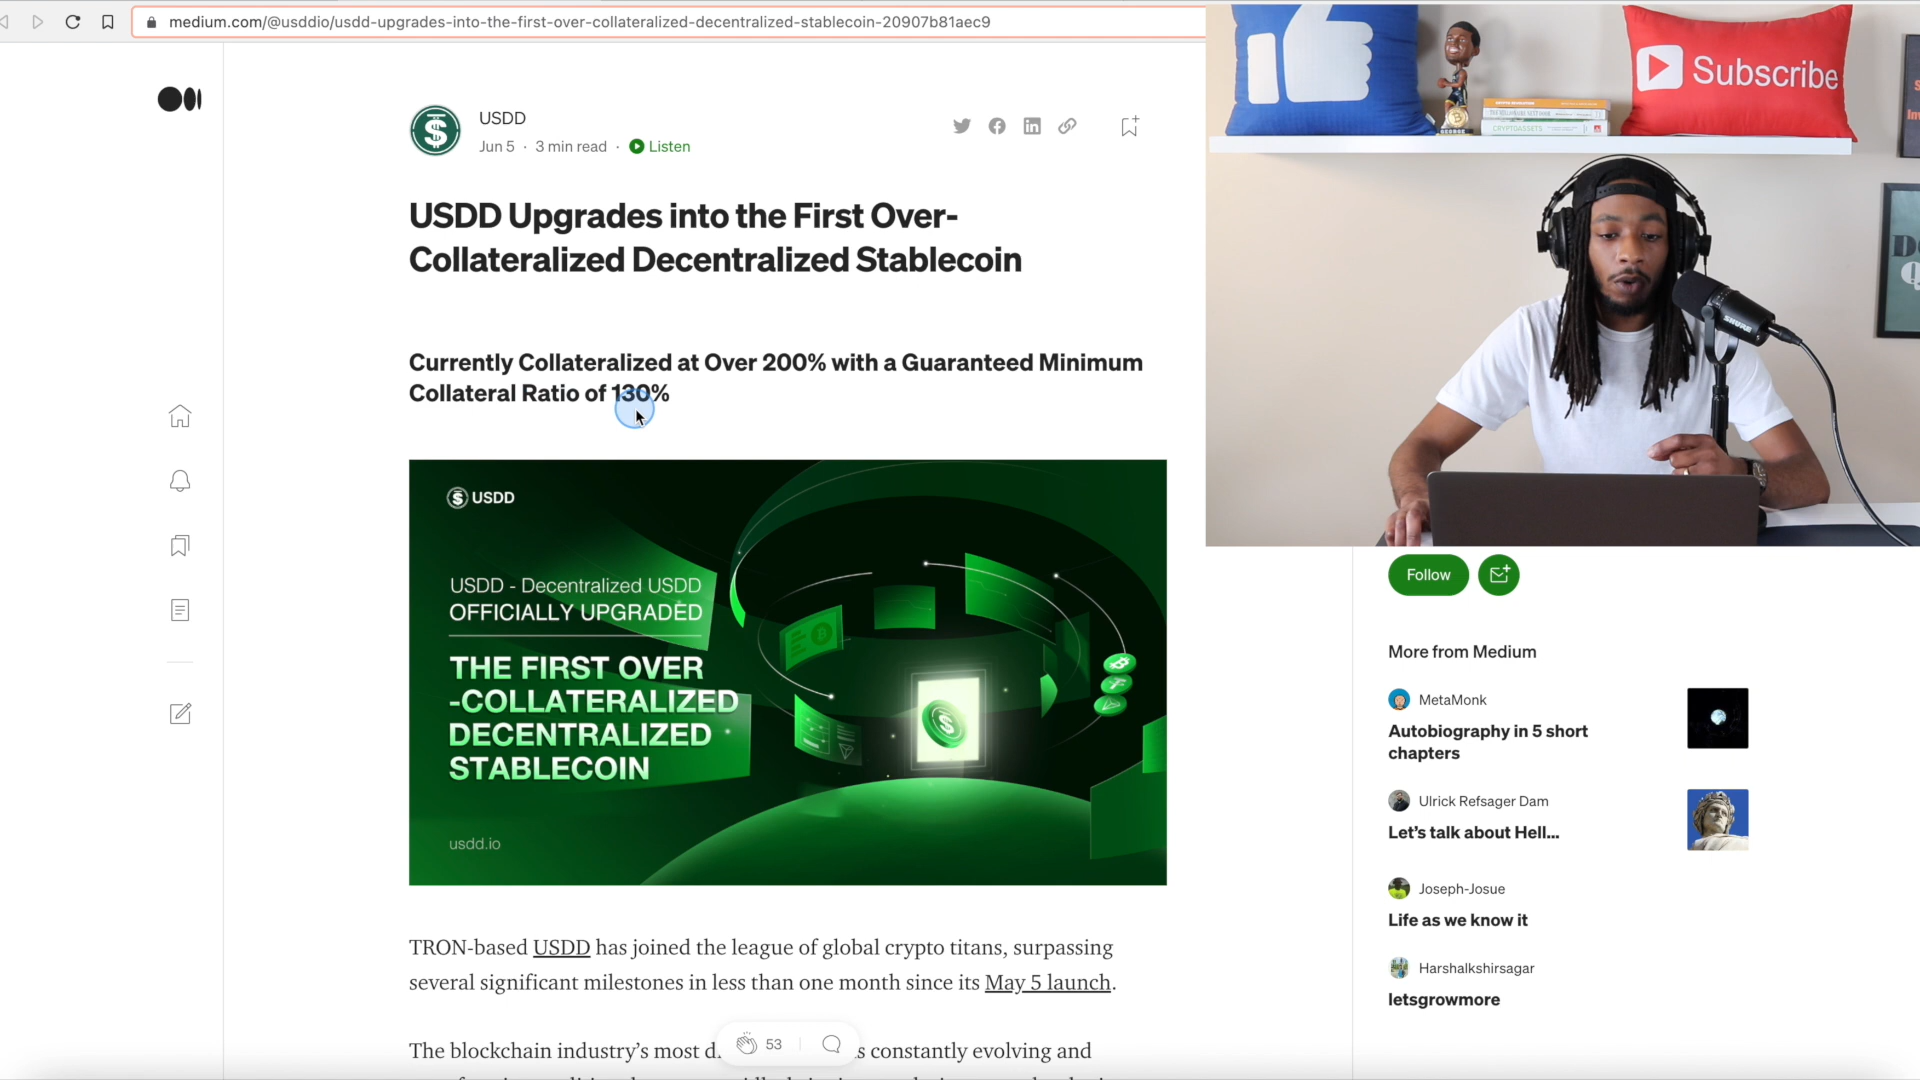 medium.com/@usddio/usdd-upgrades-into-the-first-over-collateralized-decentralized-stablecoin-20907b81aec9
USDD
Jun 5 · 3 min read · Listen
USDD Upgrades into the First Over-
Collateralized Decentralized Stablecoin
Currently Collateralized at Over 200% with a Guaranteed Minimum
Collateral Ratio of 130%
USDD
USDD - Decentralized USDD
OFFICIALLY UPGRADED
THE FIRST OVER
-COLLATERALIZED
DECENTRALIZED
STABLECOIN
usdd.io
TRON-based USDD has joined the league of global crypto titans, surpassing
several significant milestones in less than one month since its May 5 launch.
The blockchain industry's most
constantly evolving and
53
Subscribe
CRYPTOASSETS
GEORGE
SHURE
Follow
More from Medium
MetaMonk
Autobiography in 5 short
chapters
Ulrick Refsager Dam
Let's talk about Hell...
Joseph-Josue
Life as we know it
Harshalkshirsagar
letsgrowmore